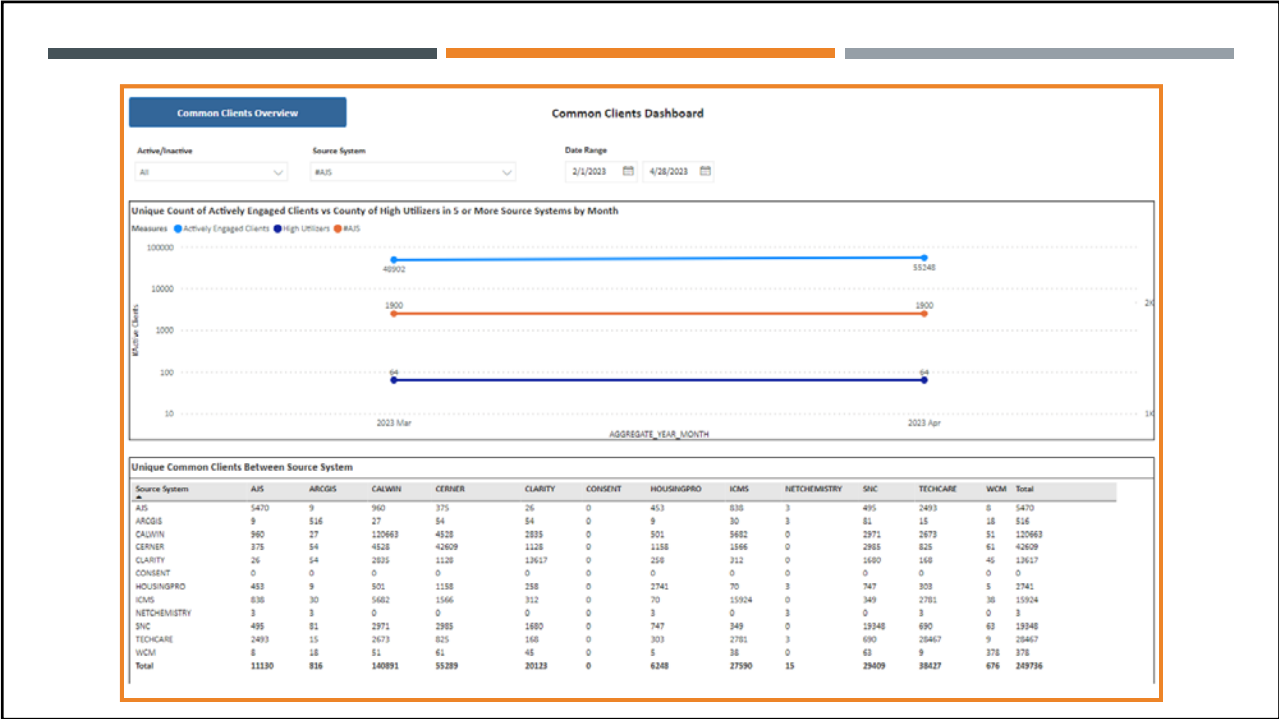 Common Clients Overview
Common Clients Dashboard
Active/Inactive
Source System
Date Range
All
#AJS
2/1/2023
4/28/2023
Unique Count of Actively Engaged Clients vs County of High Utilizers in 5 or More Source Systems by Month
Measures Actively Engaged Clients High Utilizers #AJS
100000
10000
1000
100
10
#Active Clients
48902
55248
1900
1900
64
64
2K
1K
2023 Mar
2023 Apr
AGGREGATE_YEAR_MONTH
Unique Common Clients Between Source System
Source System AJS ARCGIS CALWIN CERNER CLARITY CONSENT HOUSINGPRO ICMS NETCHEMISTRY SNC TECHCARE WCM Total
AJS 5470 9 960 375 26 0 453 838 3 495 2493 8 5470
ARCGIS 9 516 27 54 54 0 9 30 3 81 15 18 516
CALWIN 960 27 120663 4528 2835 0 501 5682 0 2971 2673 51 120663
CERNER 375 54 4528 42609 1128 0 1158 1566 0 2985 825 61 42609
CLARITY 26 54 2835 1128 13617 0 258 312 0 1680 168 45 13617
CONSENT 0 0 0 0 0 0 0 0 0 0 0 0 0
HOUSINGPRO 453 9 501 1158 258 0 2741 70 3 747 303 5 2741
ICMS 838 30 5682 1566 312 0 70 15924 0 349 2781 38 15924
NETCHEMISTRY 3 3 0 0 0 0 3 0 3 0 3 0 3
SNC 495 81 2971 2985 1680 0 747 349 0 19348 690 63 19348
TECHCARE 2493 15 2673 825 168 0 303 2781 3 690 28467 9 28467
WCM 8 18 51 61 45 0 5 38 0 63 9 378 378
Total 11130 816 140891 55289 20123 0 6248 27590 15 29409 38427 676 249736